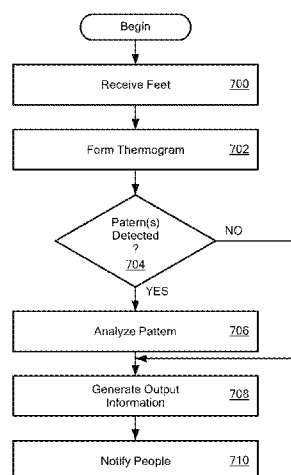 Begin
Receive Feet 700
Form Thermogram 702
Patern(s)
Detected
?
704
NO
YES
Analyze Pattern 706
Generate Output
Information 708
Notify People 710